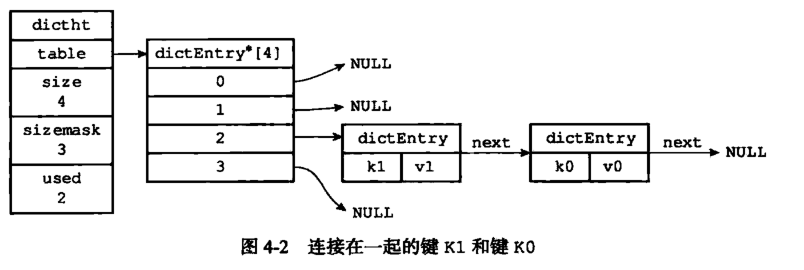 dictht
table
size
4
sizemask
3
used
2
dictEntry*[4]
0
1
2
3
NULL
NULL
dictEntry
k1 v1
next
dictEntry
k0 v0
next
NULL
NULL
图 4-2 连接在一起的键 K1 和键 K0